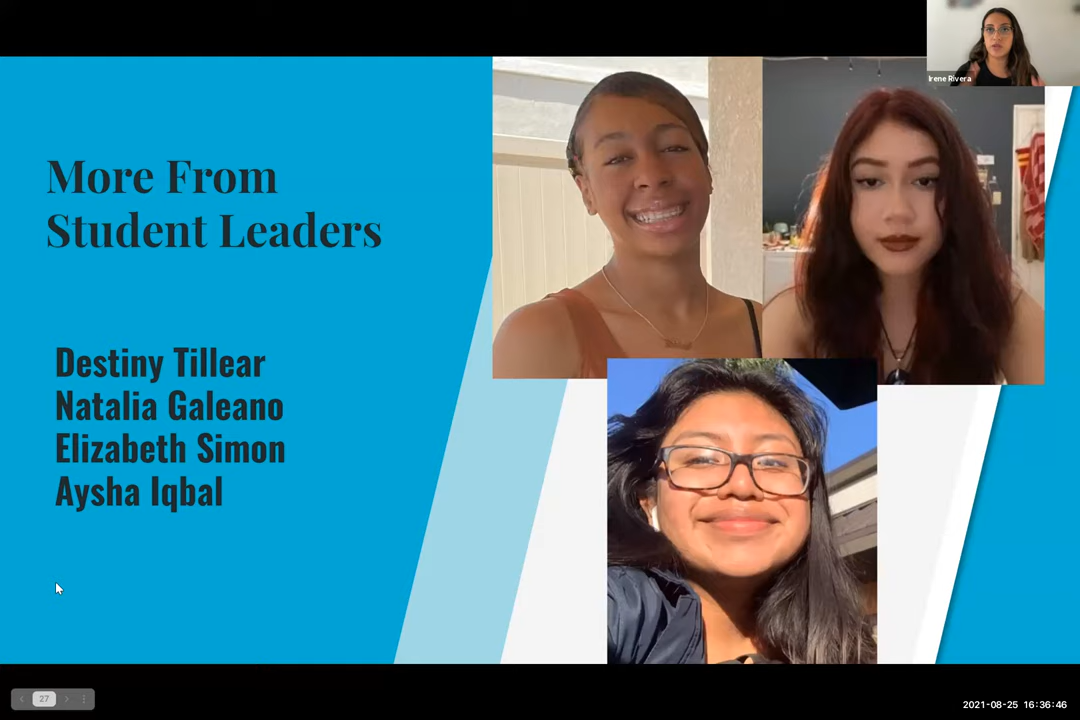 Irene Rivera
More From
Student Leaders
Destiny Tillear
Natalia Galeano
Elizabeth Simon
Aysha Iqbal
27
2021-08-25 16:36:46